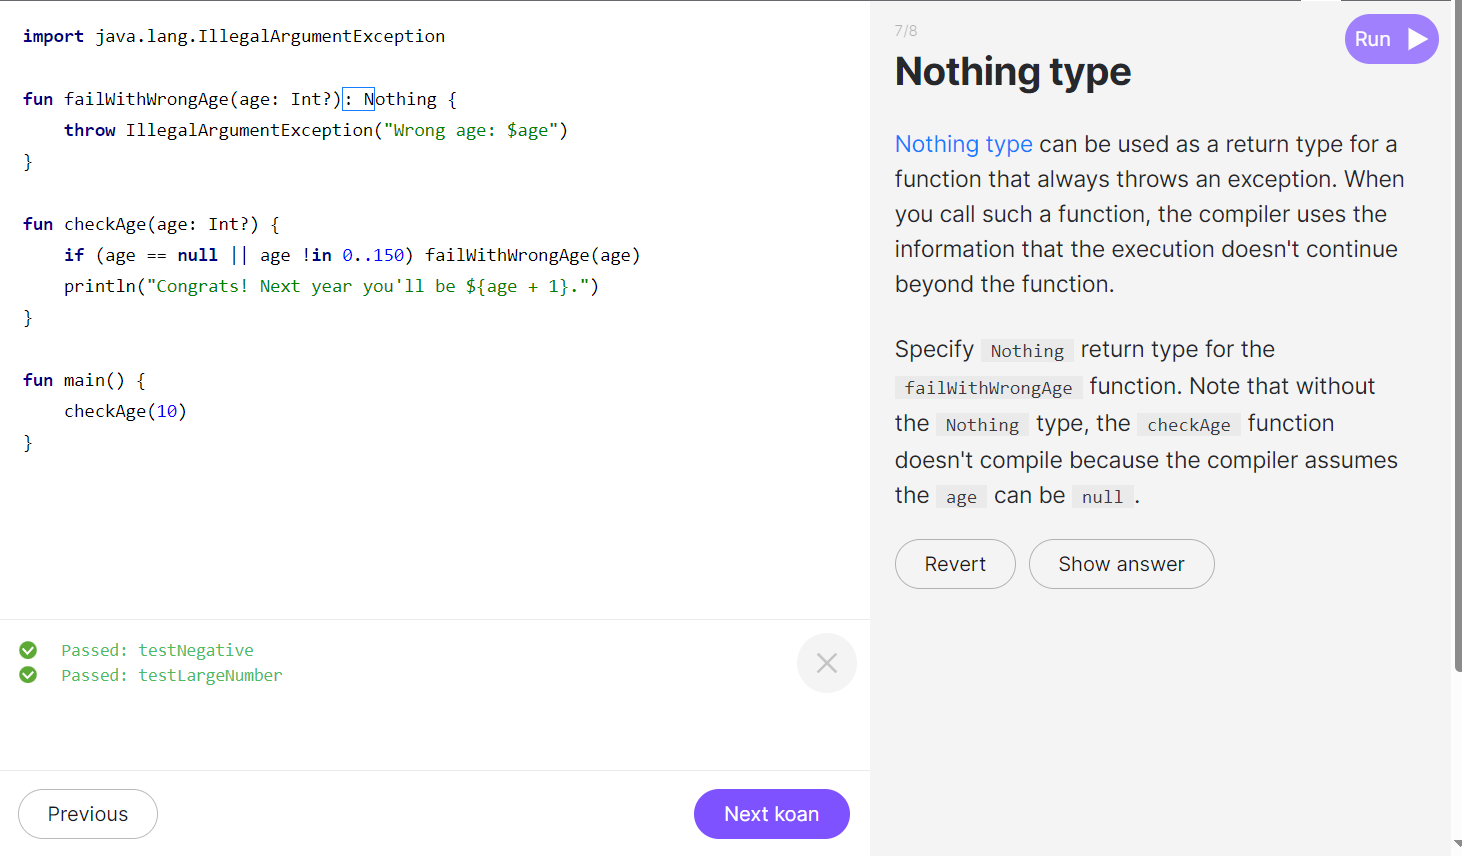 import java.lang.IllegalArgumentException
fun failWithWrongAge(age: Int?): Nothing {
    throw IllegalArgumentException("Wrong age: $age")
}
fun checkAge(age: Int?) {
    if (age == null || age !in 0..150) failWithWrongAge(age)
    println("Congrats! Next year you'll be ${age + 1}.")
}
fun main() {
    checkAge(10)
}
Passed: testNegative
Passed: testLargeNumber
Previous
Next koan
7/8
Run
Nothing type
Nothing type can be used as a return type for a
function that always throws an exception. When
you call such a function, the compiler uses the
information that the execution doesn't continue
beyond the function.
Specify Nothing return type for the
failWithWrongAge function. Note that without
the Nothing type, the checkAge function
doesn't compile because the compiler assumes
the age can be null.
Revert
Show answer